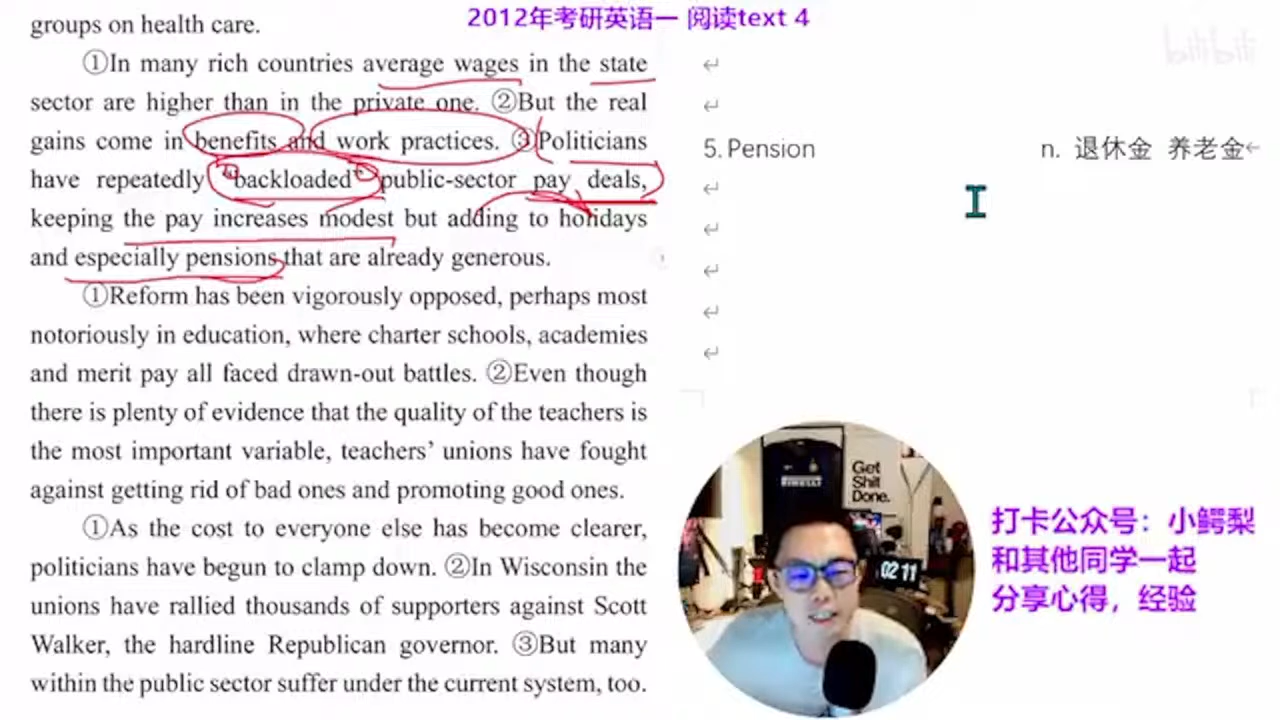 2012年考研英语一 阅读text 4
groups on health care.
①In many rich countries average wages in the state
sector are higher than in the private one. ②But the real
gains come in benefits and work practices. ③Politicians
have repeatedly “backloaded” public-sector pay deals,
keeping the pay increases modest but adding to holidays
and especially pensions that are already generous.
①Reform has been vigorously opposed, perhaps most
notoriously in education, where charter schools, academies
and merit pay all faced drawn-out battles. ②Even though
there is plenty of evidence that the quality of the teachers is
the most important variable, teachers’ unions have fought
against getting rid of bad ones and promoting good ones.
①As the cost to everyone else has become clearer,
politicians have begun to clamp down. ②In Wisconsin the
unions have rallied thousands of supporters against Scott
Walker, the hardline Republican governor. ③But many
within the public sector suffer under the current system, too.
bilibili
5. Pension n. 退休金 养老金
PIRELLI
Get
Shit
Done.
02 11
打卡公众号：小鳄梨
和其他同学一起
分享心得，经验